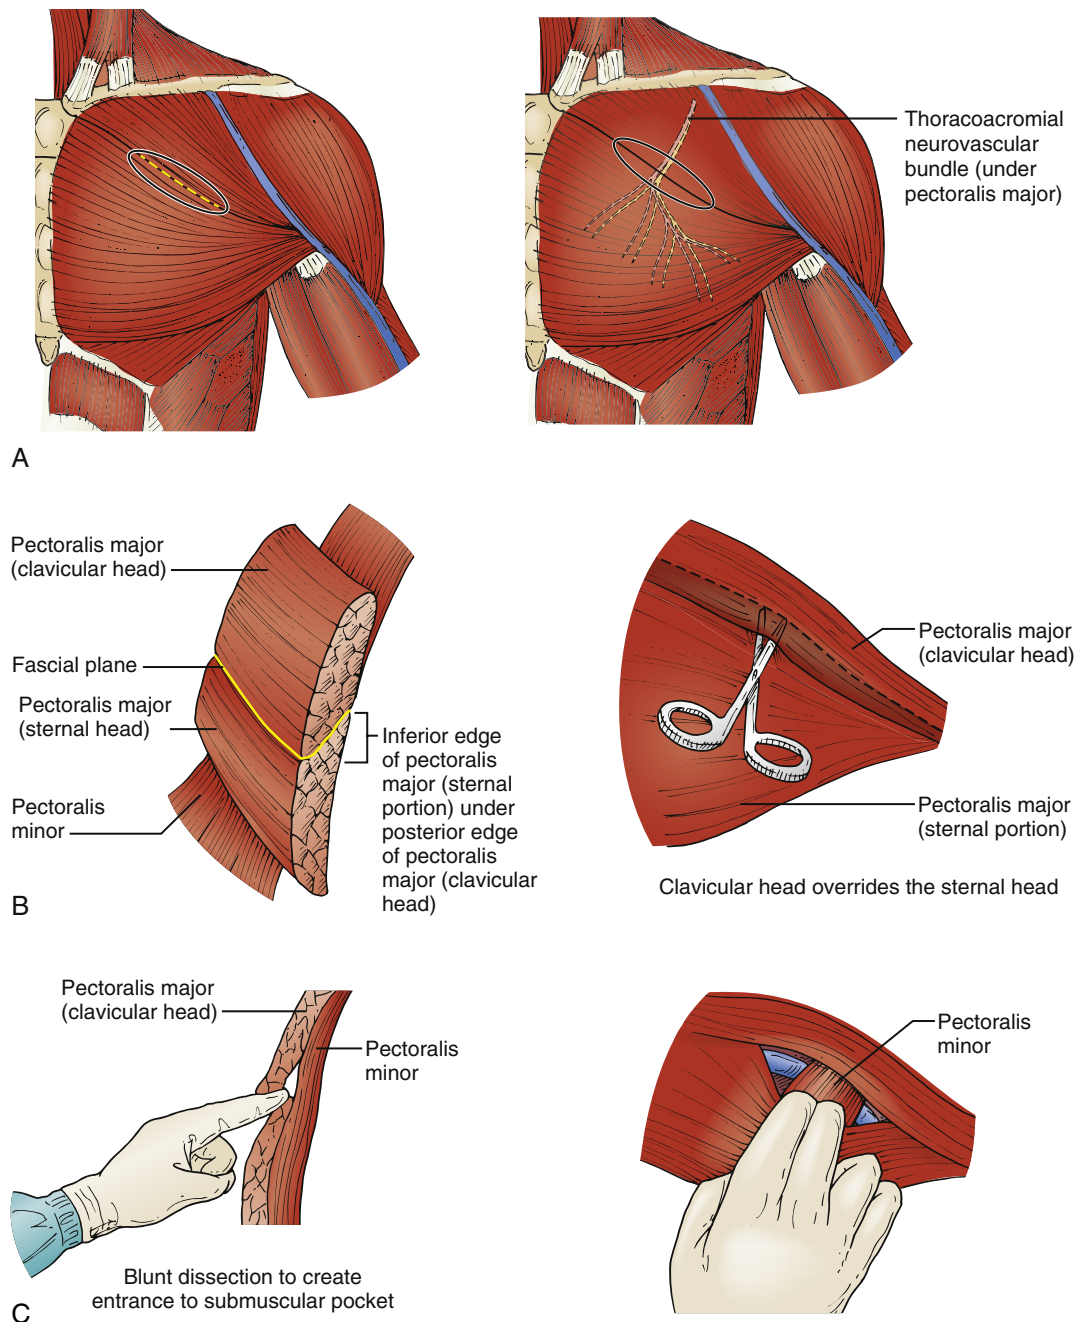 Thoracoacromial
neurovascular
bundle (under
pectoralis major)
A
Pectoralis major
(clavicular head)
Fascial plane
Pectoralis major
(sternal head)
Pectoralis
minor
Inferior edge
of pectoralis
major (sternal
portion) under
posterior edge
of pectoralis
major (clavicular
head)
Pectoralis major
(clavicular head)
Pectoralis major
(sternal portion)
Clavicular head overrides the sternal head
B
Pectoralis major
(clavicular head)
Pectoralis
minor
Blunt dissection to create
entrance to submuscular pocket
Pectoralis
minor
C